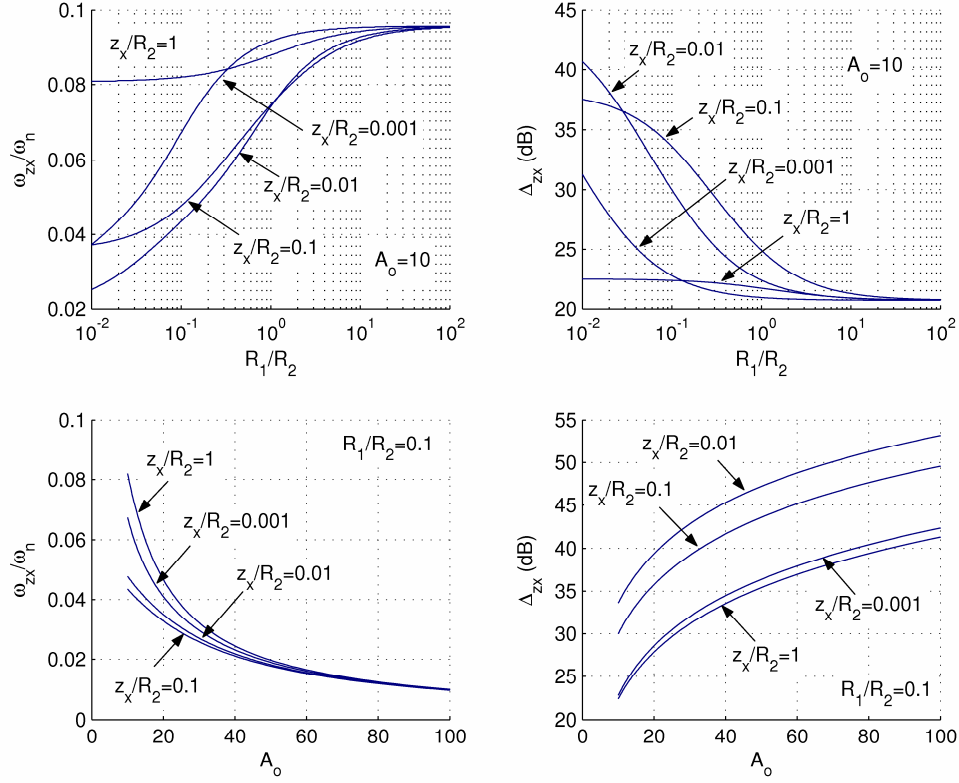 0.1
0.08
0.06
0.04
0.02
ω_zx/ω_n
z_x/R_2=1
z_x/R_2=0.001
z_x/R_2=0.01
z_x/R_2=0.1
A_o=10
10^-2
10^-1
10^0
10^1
10^2
R_1/R_2
45
40
35
30
25
20
Δ_zx (dB)
z_x/R_2=0.01
A_o=10
z_x/R_2=0.1
z_x/R_2=0.001
z_x/R_2=1
10^-2
10^-1
10^0
10^1
10^2
R_1/R_2
0.1
0.08
0.06
0.04
0.02
0
ω_zx/ω_n
R_1/R_2=0.1
z_x/R_2=1
z_x/R_2=0.001
z_x/R_2=0.01
z_x/R_2=0.1
0
20
40
60
80
100
A_o
55
50
45
40
35
30
25
20
Δ_zx (dB)
z_x/R_2=0.01
z_x/R_2=0.1
z_x/R_2=0.001
z_x/R_2=1
R_1/R_2=0.1
0
20
40
60
80
100
A_o